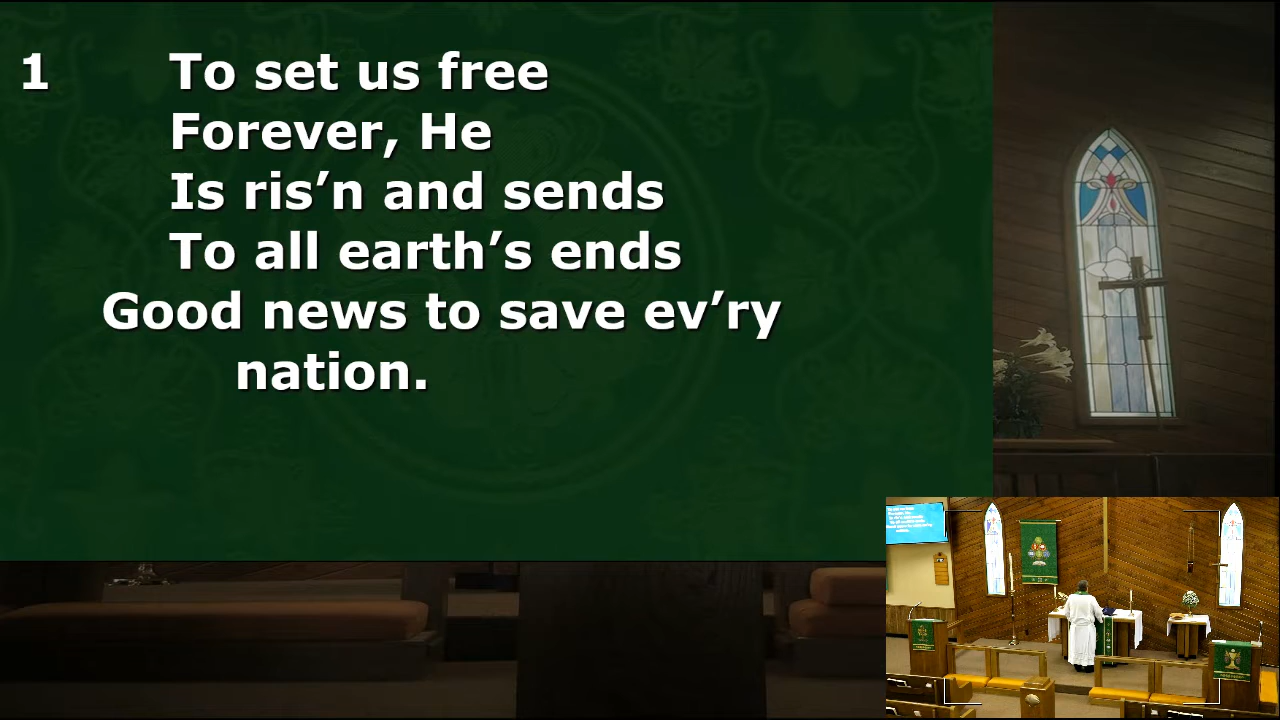 1 To set us free
Forever, He
Is ris’n and sends
To all earth’s ends
Good news to save ev’ry
nation.